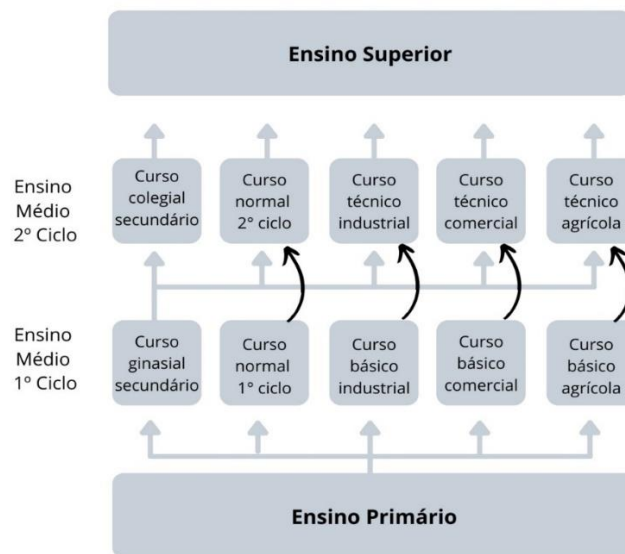 Ensino Superior
Ensino
Médio
2º Ciclo
Curso
colegial
secundário
Curso
normal
2º ciclo
Curso
técnico
industrial
Curso
técnico
comercial
Curso
técnico
agrícola
Ensino
Médio
1º Ciclo
Curso
ginasial
secundário
Curso
normal
1º ciclo
Curso
básico
industrial
Curso
básico
comercial
Curso
básico
agrícola
Ensino Primário